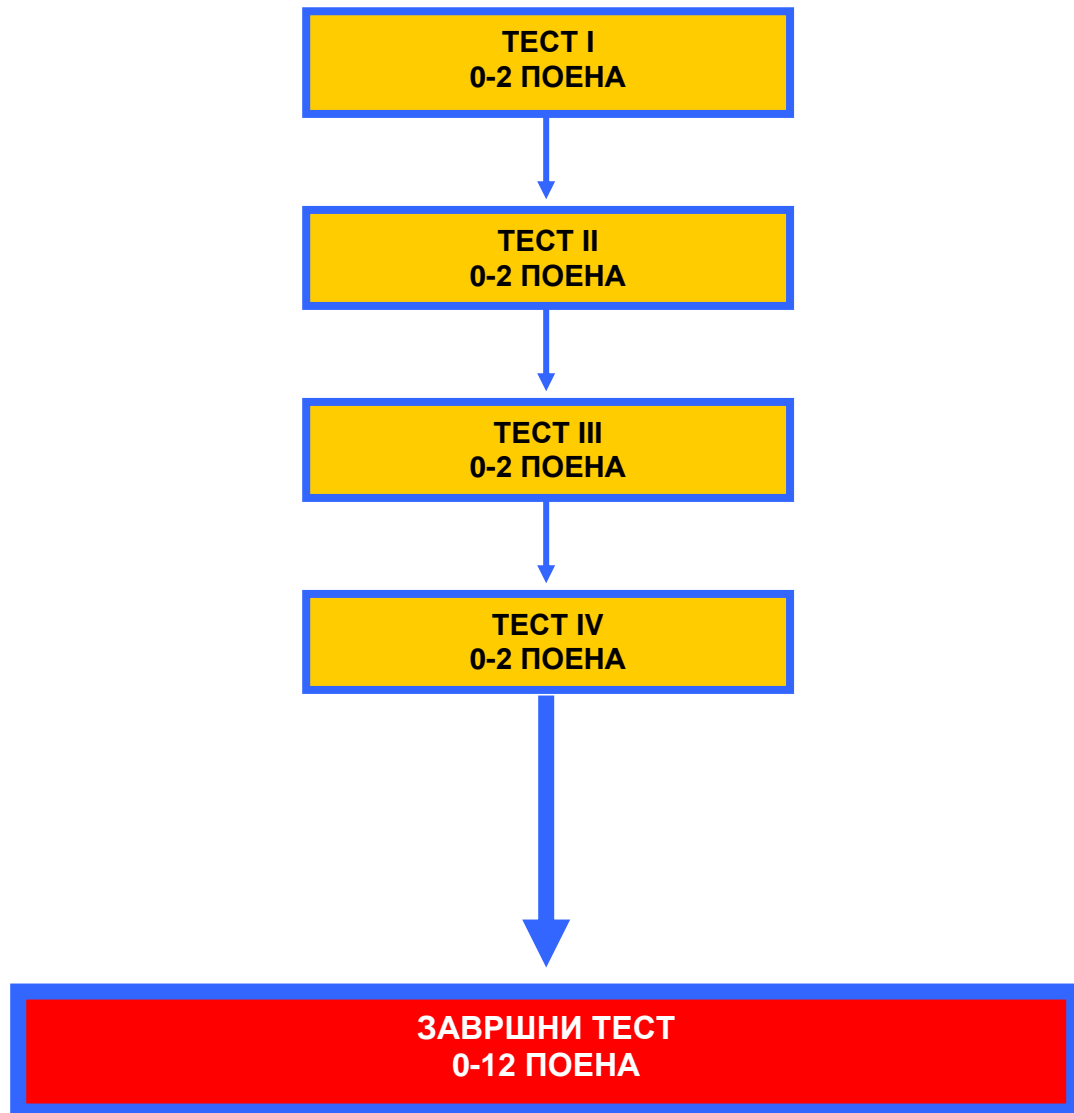 ТЕСТ I
0-2 ПОЕНА
ТЕСТ II
0-2 ПОЕНА
ТЕСТ III
0-2 ПОЕНА
ТЕСТ IV
0-2 ПОЕНА
ЗАВРШНИ ТЕСТ
0-12 ПОЕНА